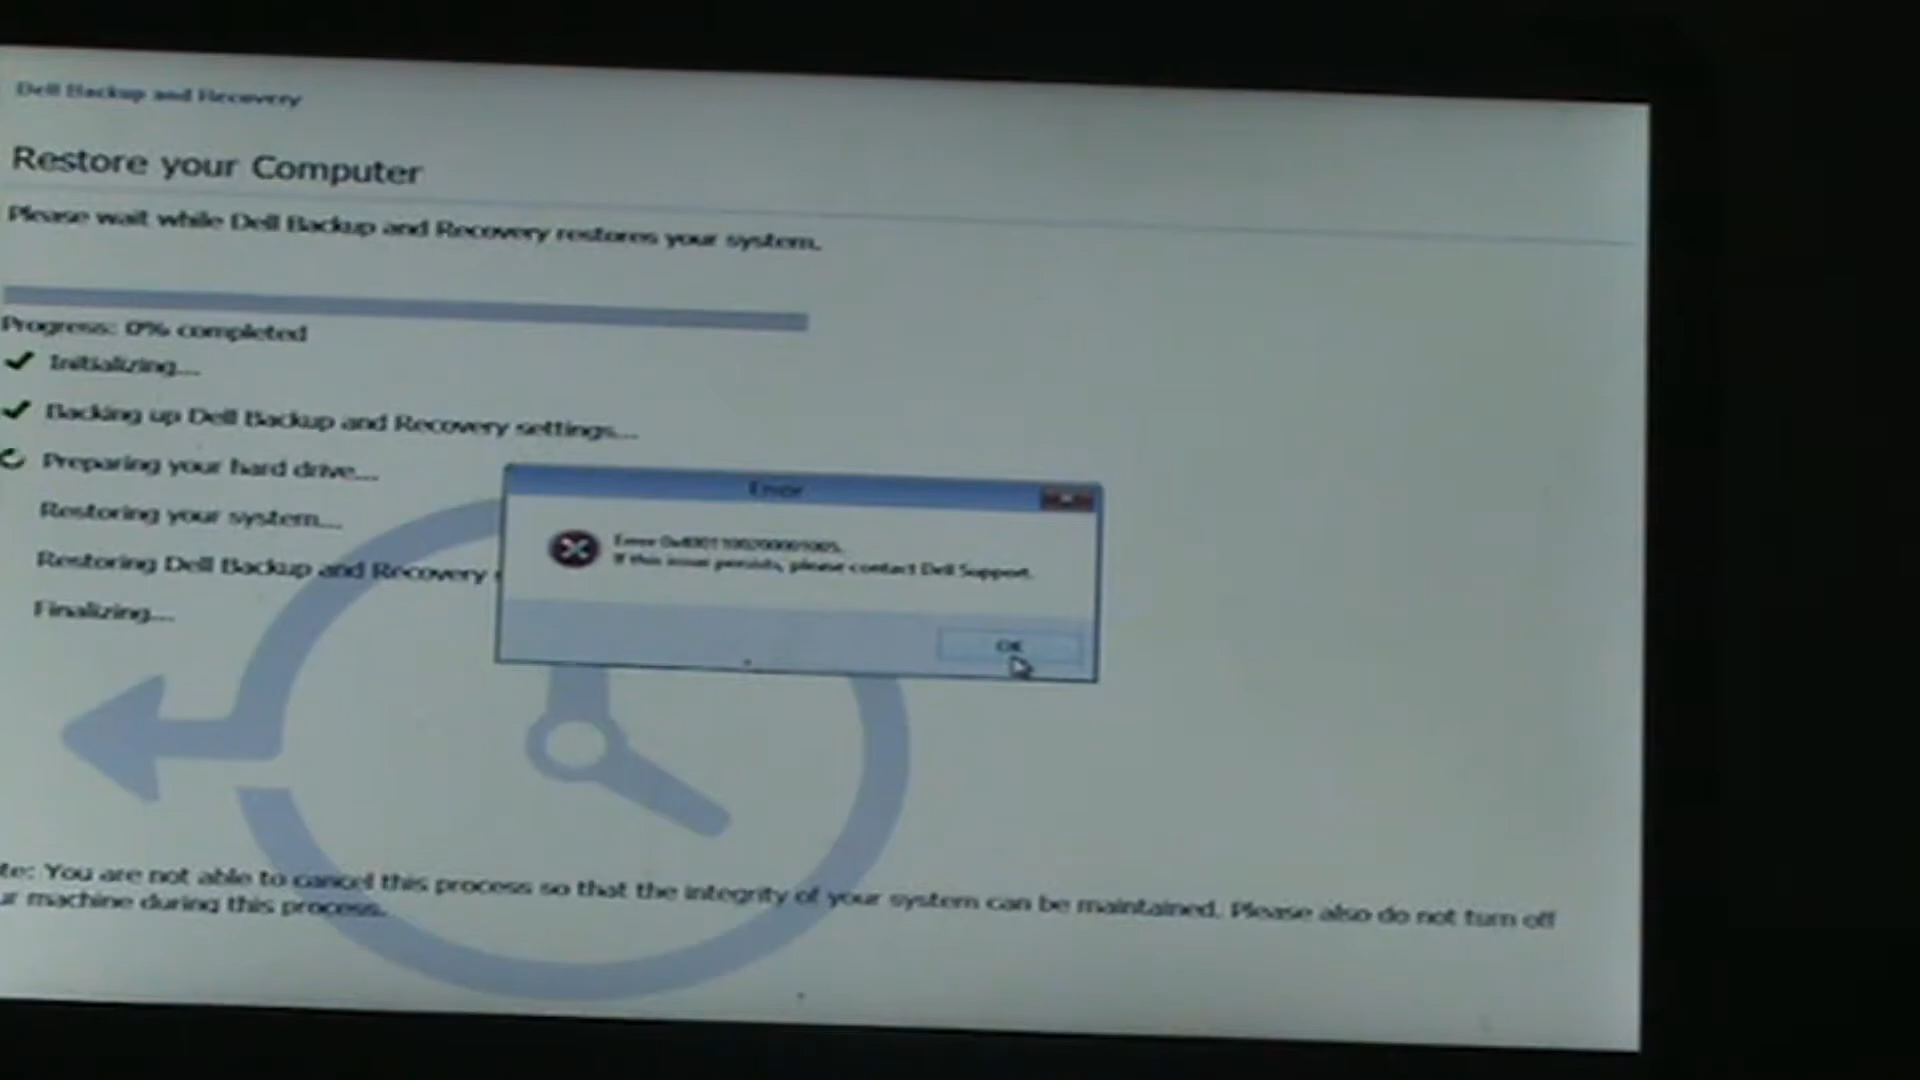 Dell Backup and Recovery
Restore your Computer
Please wait while Dell Backup and Recovery restores your system.
Progress: 0% completed
Initializing...
Backing up Dell Backup and Recovery settings...
Preparing your hard drive...
Restoring your system...
Restoring Dell Backup and Recovery
Finalizing...
Error
Error
If this issue persists, please contact Dell Support.
OK
te: You are not able to cancel this process so that the integrity of your system can be maintained. Please also do not turn off
ur machine during this process.